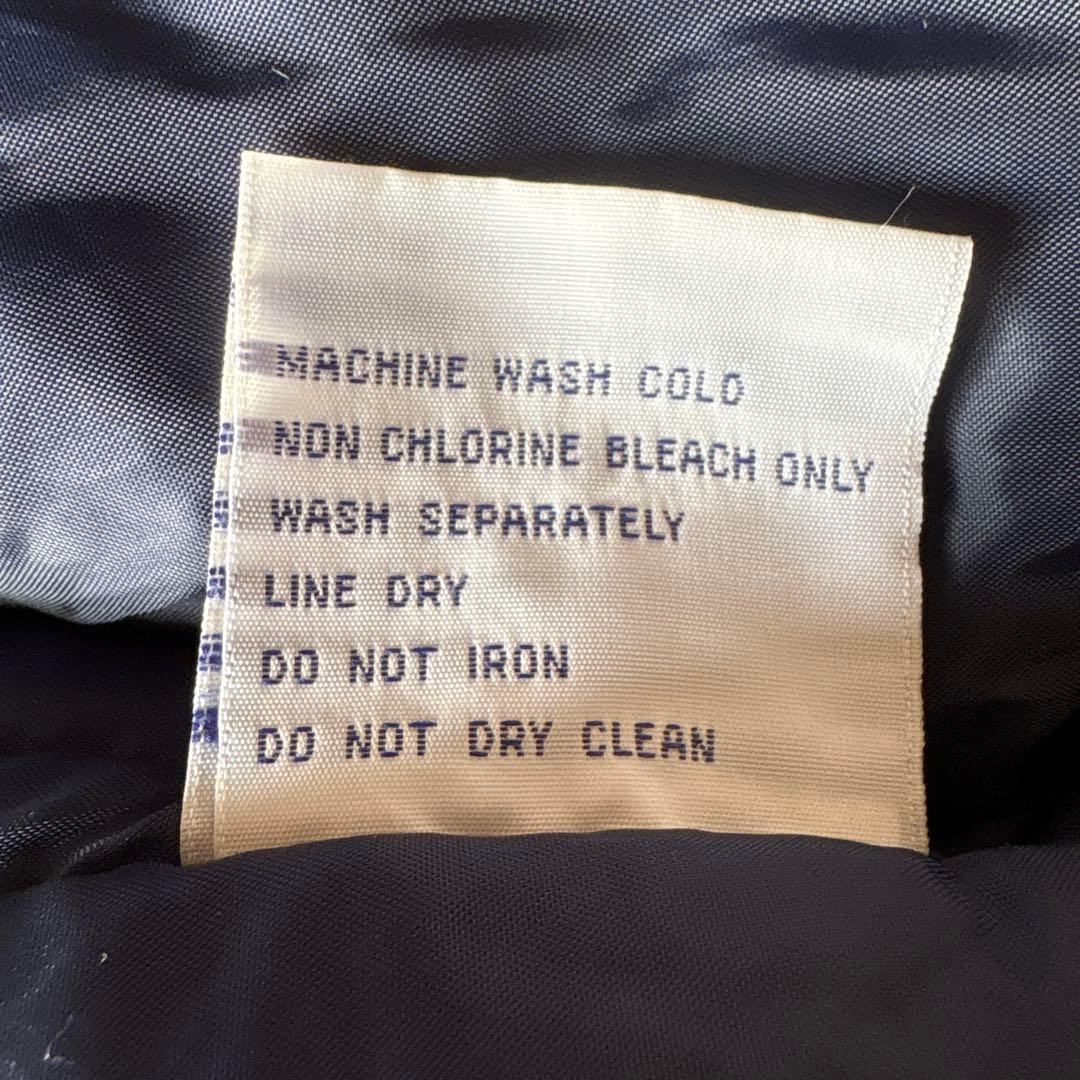 MACHINE WASH COLD
NON CHLORINE BLEACH ONLY
WASH SEPARATELY
LINE DRY
DO NOT IRON
DO NOT DRY CLEAN